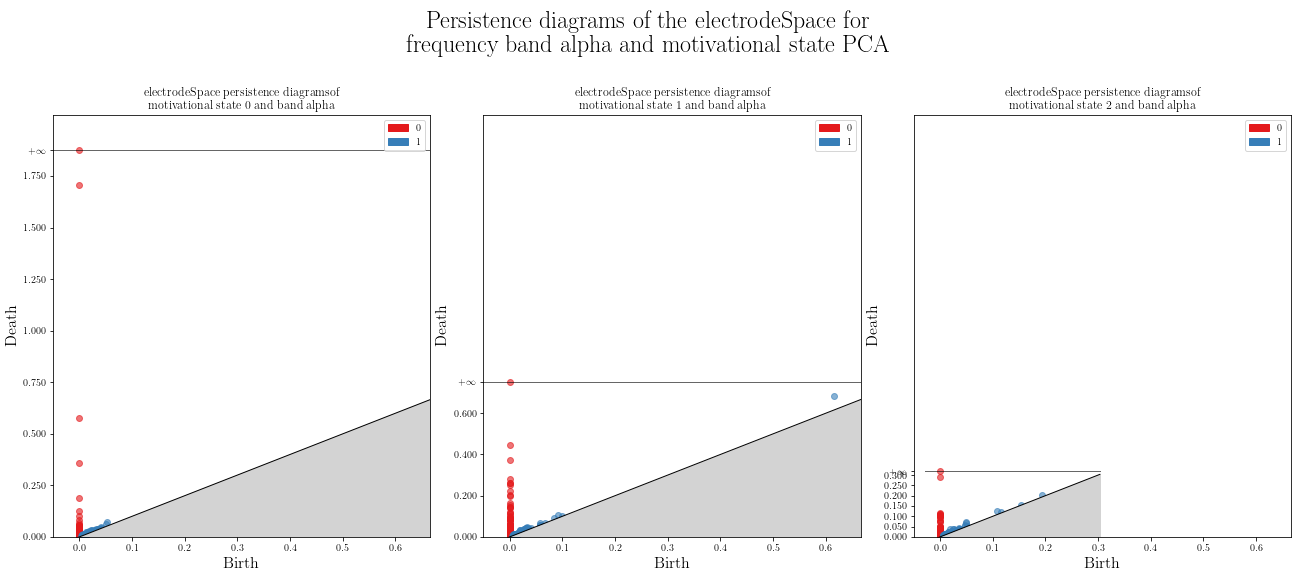 Persistence diagrams of the electrodeSpace for
frequency band alpha and motivational state PCA
electrodeSpace persistence diagramsof
motivational state 0 and band alpha
0
1
+∞
1.750
1.500
1.250
1.000
0.750
0.500
0.250
0.000
Death
0.0 0.1 0.2 0.3 0.4 0.5 0.6
Birth
electrodeSpace persistence diagramsof
motivational state 1 and band alpha
0
1
+∞
0.600
0.400
0.200
0.000
Death
0.0 0.1 0.2 0.3 0.4 0.5 0.6
Birth
electrodeSpace persistence diagramsof
motivational state 2 and band alpha
0
1
+∞
0.300
0.250
0.200
0.150
0.100
0.050
0.000
Death
0.0 0.1 0.2 0.3 0.4 0.5 0.6
Birth